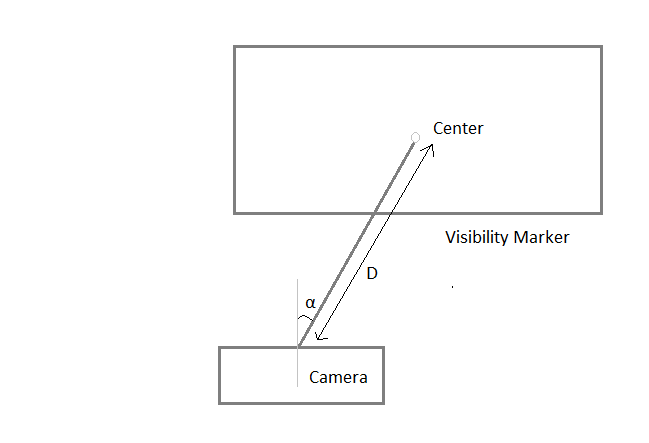 Center
Visibility Marker
D
α
Camera